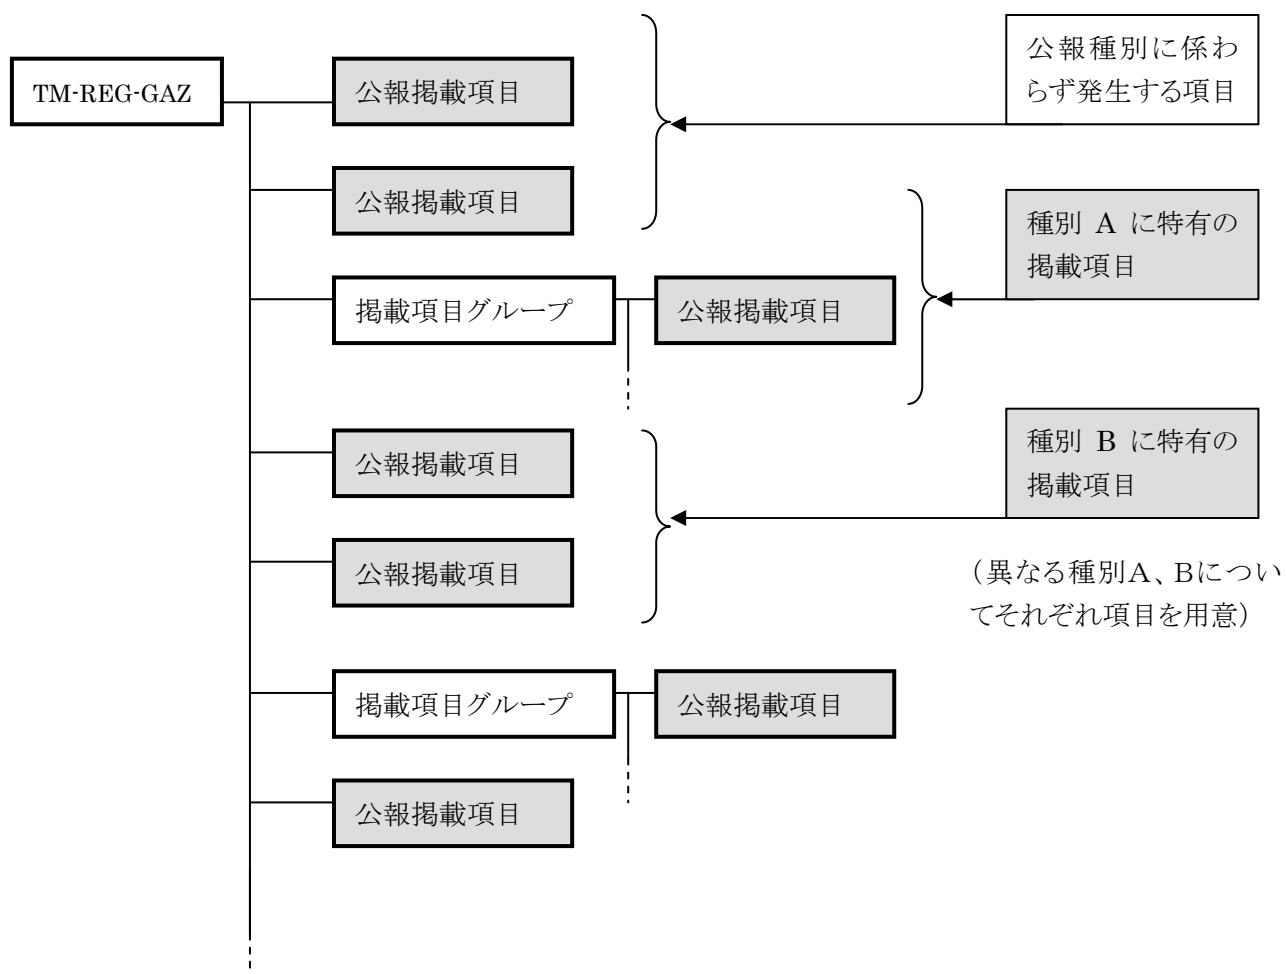 TM-REG-GAZ
公報掲載項目
公報種別に係わ
らず発生する項目
公報掲載項目
種別 A に特有の
掲載項目
掲載項目グループ
公報掲載項目
公報掲載項目
種別 B に特有の
掲載項目
公報掲載項目
（異なる種別A、Bについ
てそれぞれ項目を用意）
掲載項目グループ
公報掲載項目
公報掲載項目